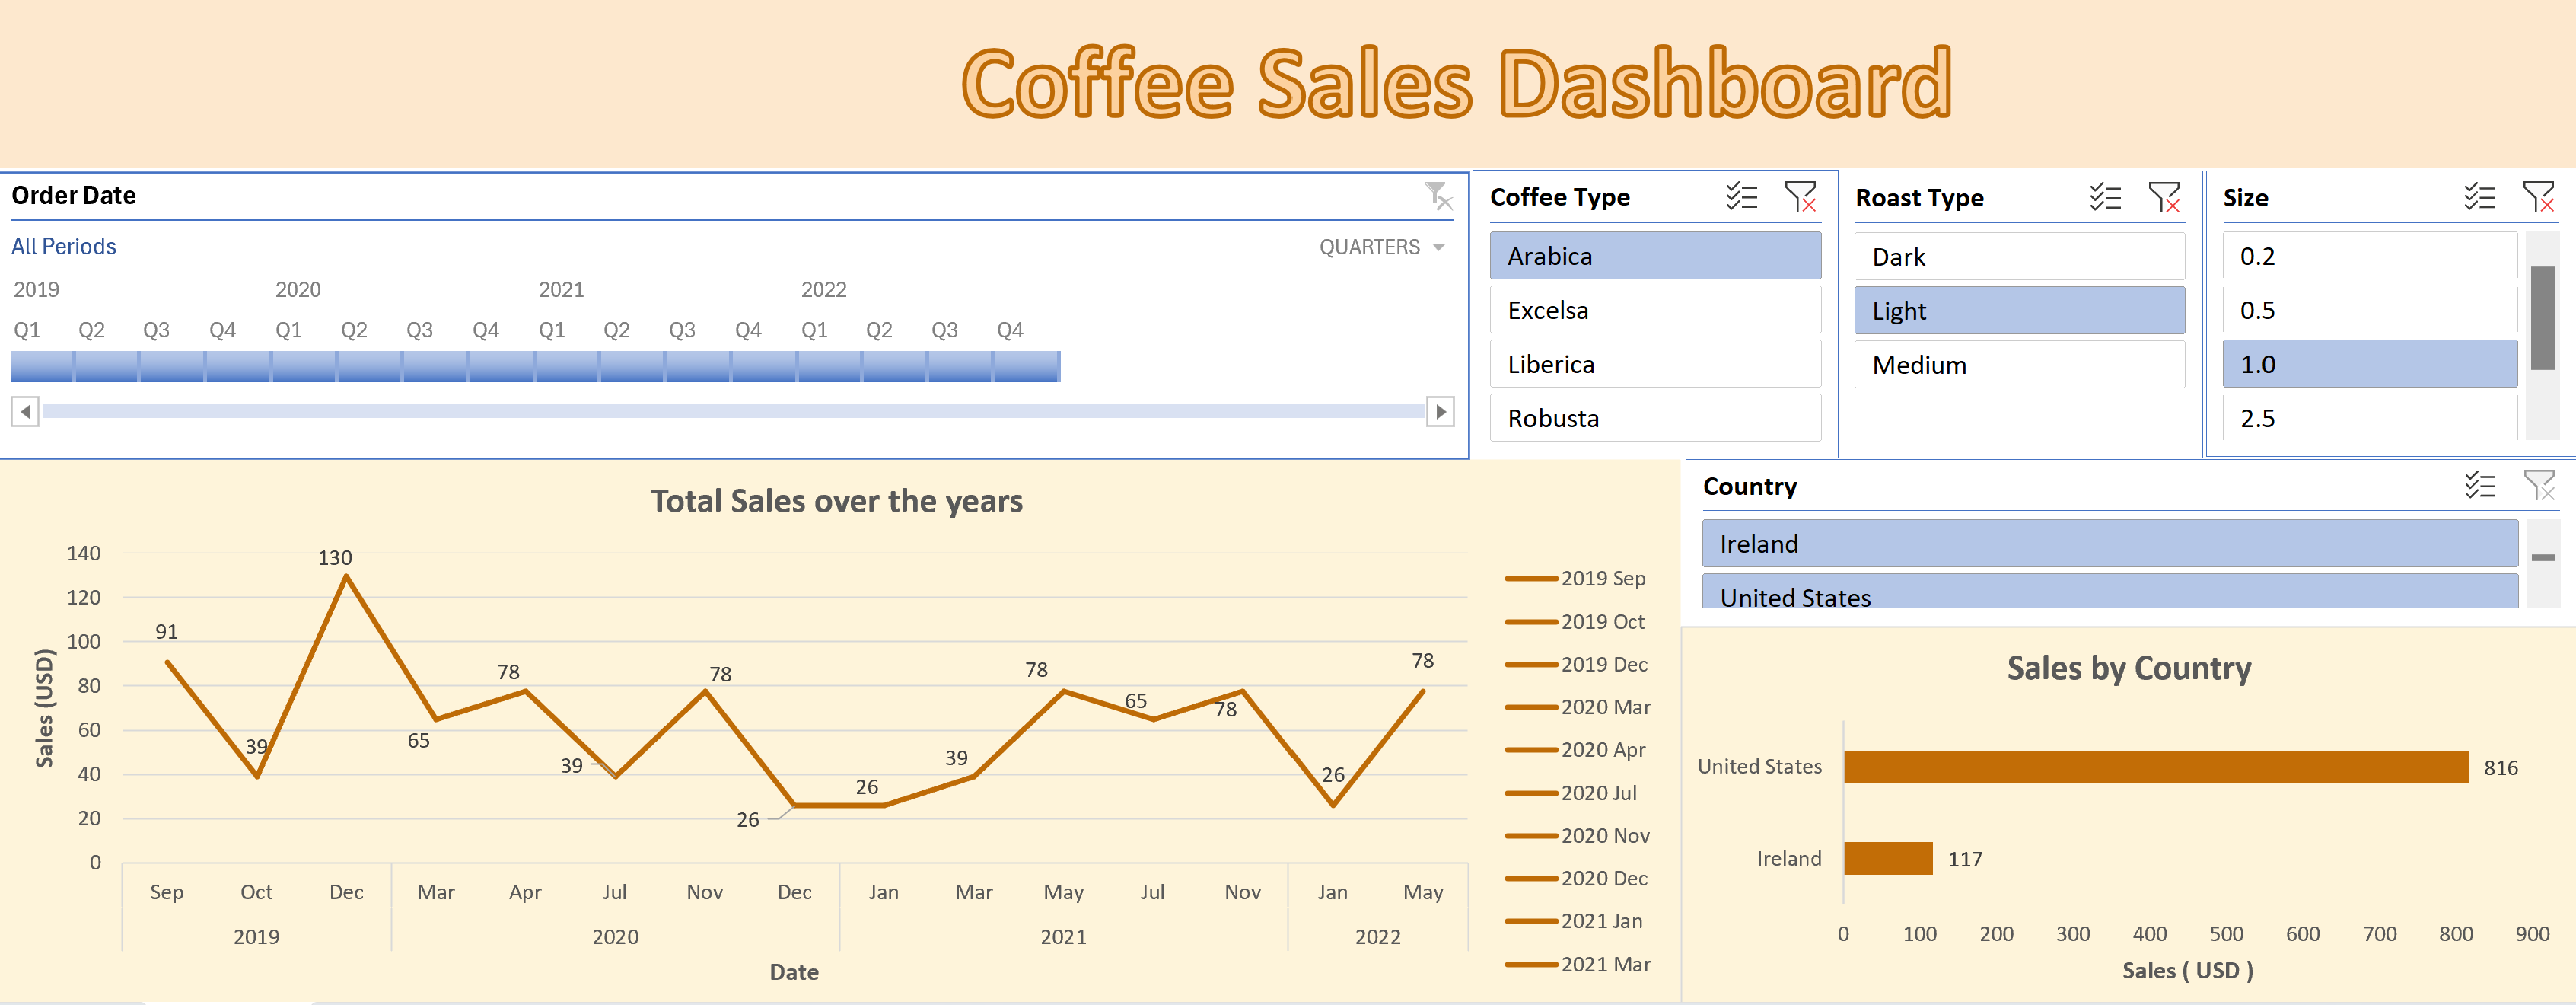 Coffee Sales Dashboard
Order Date
All Periods
QUARTERS
2019 2020 2021 2022
Q1 Q2 Q3 Q4 Q1 Q2 Q3 Q4 Q1 Q2 Q3 Q4 Q1 Q2 Q3 Q4
Coffee Type
Arabica
Excelsa
Liberica
Robusta
Roast Type
Dark
Light
Medium
Size
0.2
0.5
1.0
2.5
Total Sales over the years
Sales (USD)
140
120
100
80
60
40
20
0
91
39
130
65
78
39
78
26
26
39
78
65
78
26
78
Sep Oct Dec Mar Apr Jul Nov Dec Jan Mar May Jul Nov Jan May
2019 2020 2021 2022
Date
2019 Sep
2019 Oct
2019 Dec
2020 Mar
2020 Apr
2020 Jul
2020 Nov
2020 Dec
2021 Jan
2021 Mar
Country
Ireland
United States
Sales by Country
United States 816
Ireland 117
0 100 200 300 400 500 600 700 800 900
Sales ( USD )